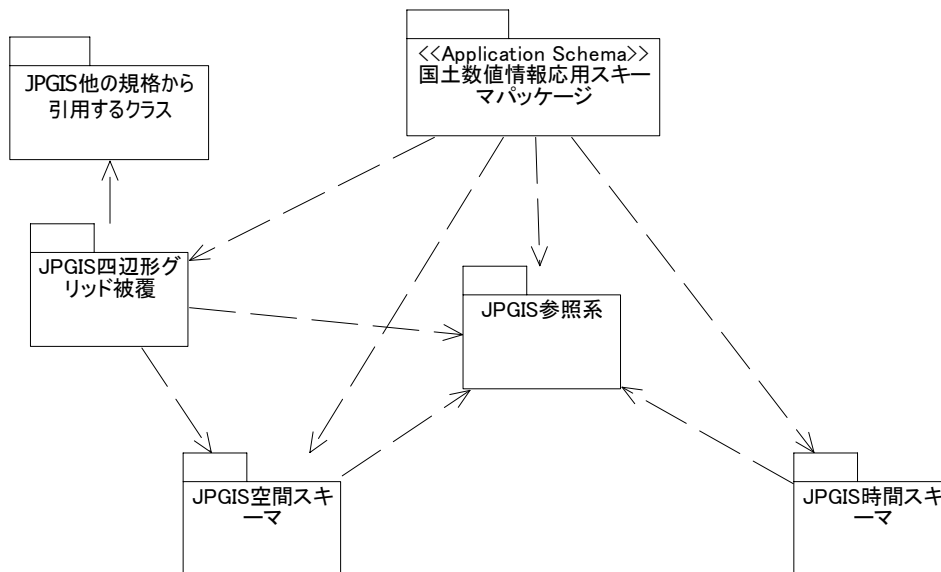 <<Application Schema>>
国土数値情報応用スキー
マパッケージ
JPGIS他の規格から
引用するクラス
JPGIS四辺形グ
リッド被覆
JPGIS参照系
JPGIS空間スキ
ーマ
JPGIS時間スキ
ーマ